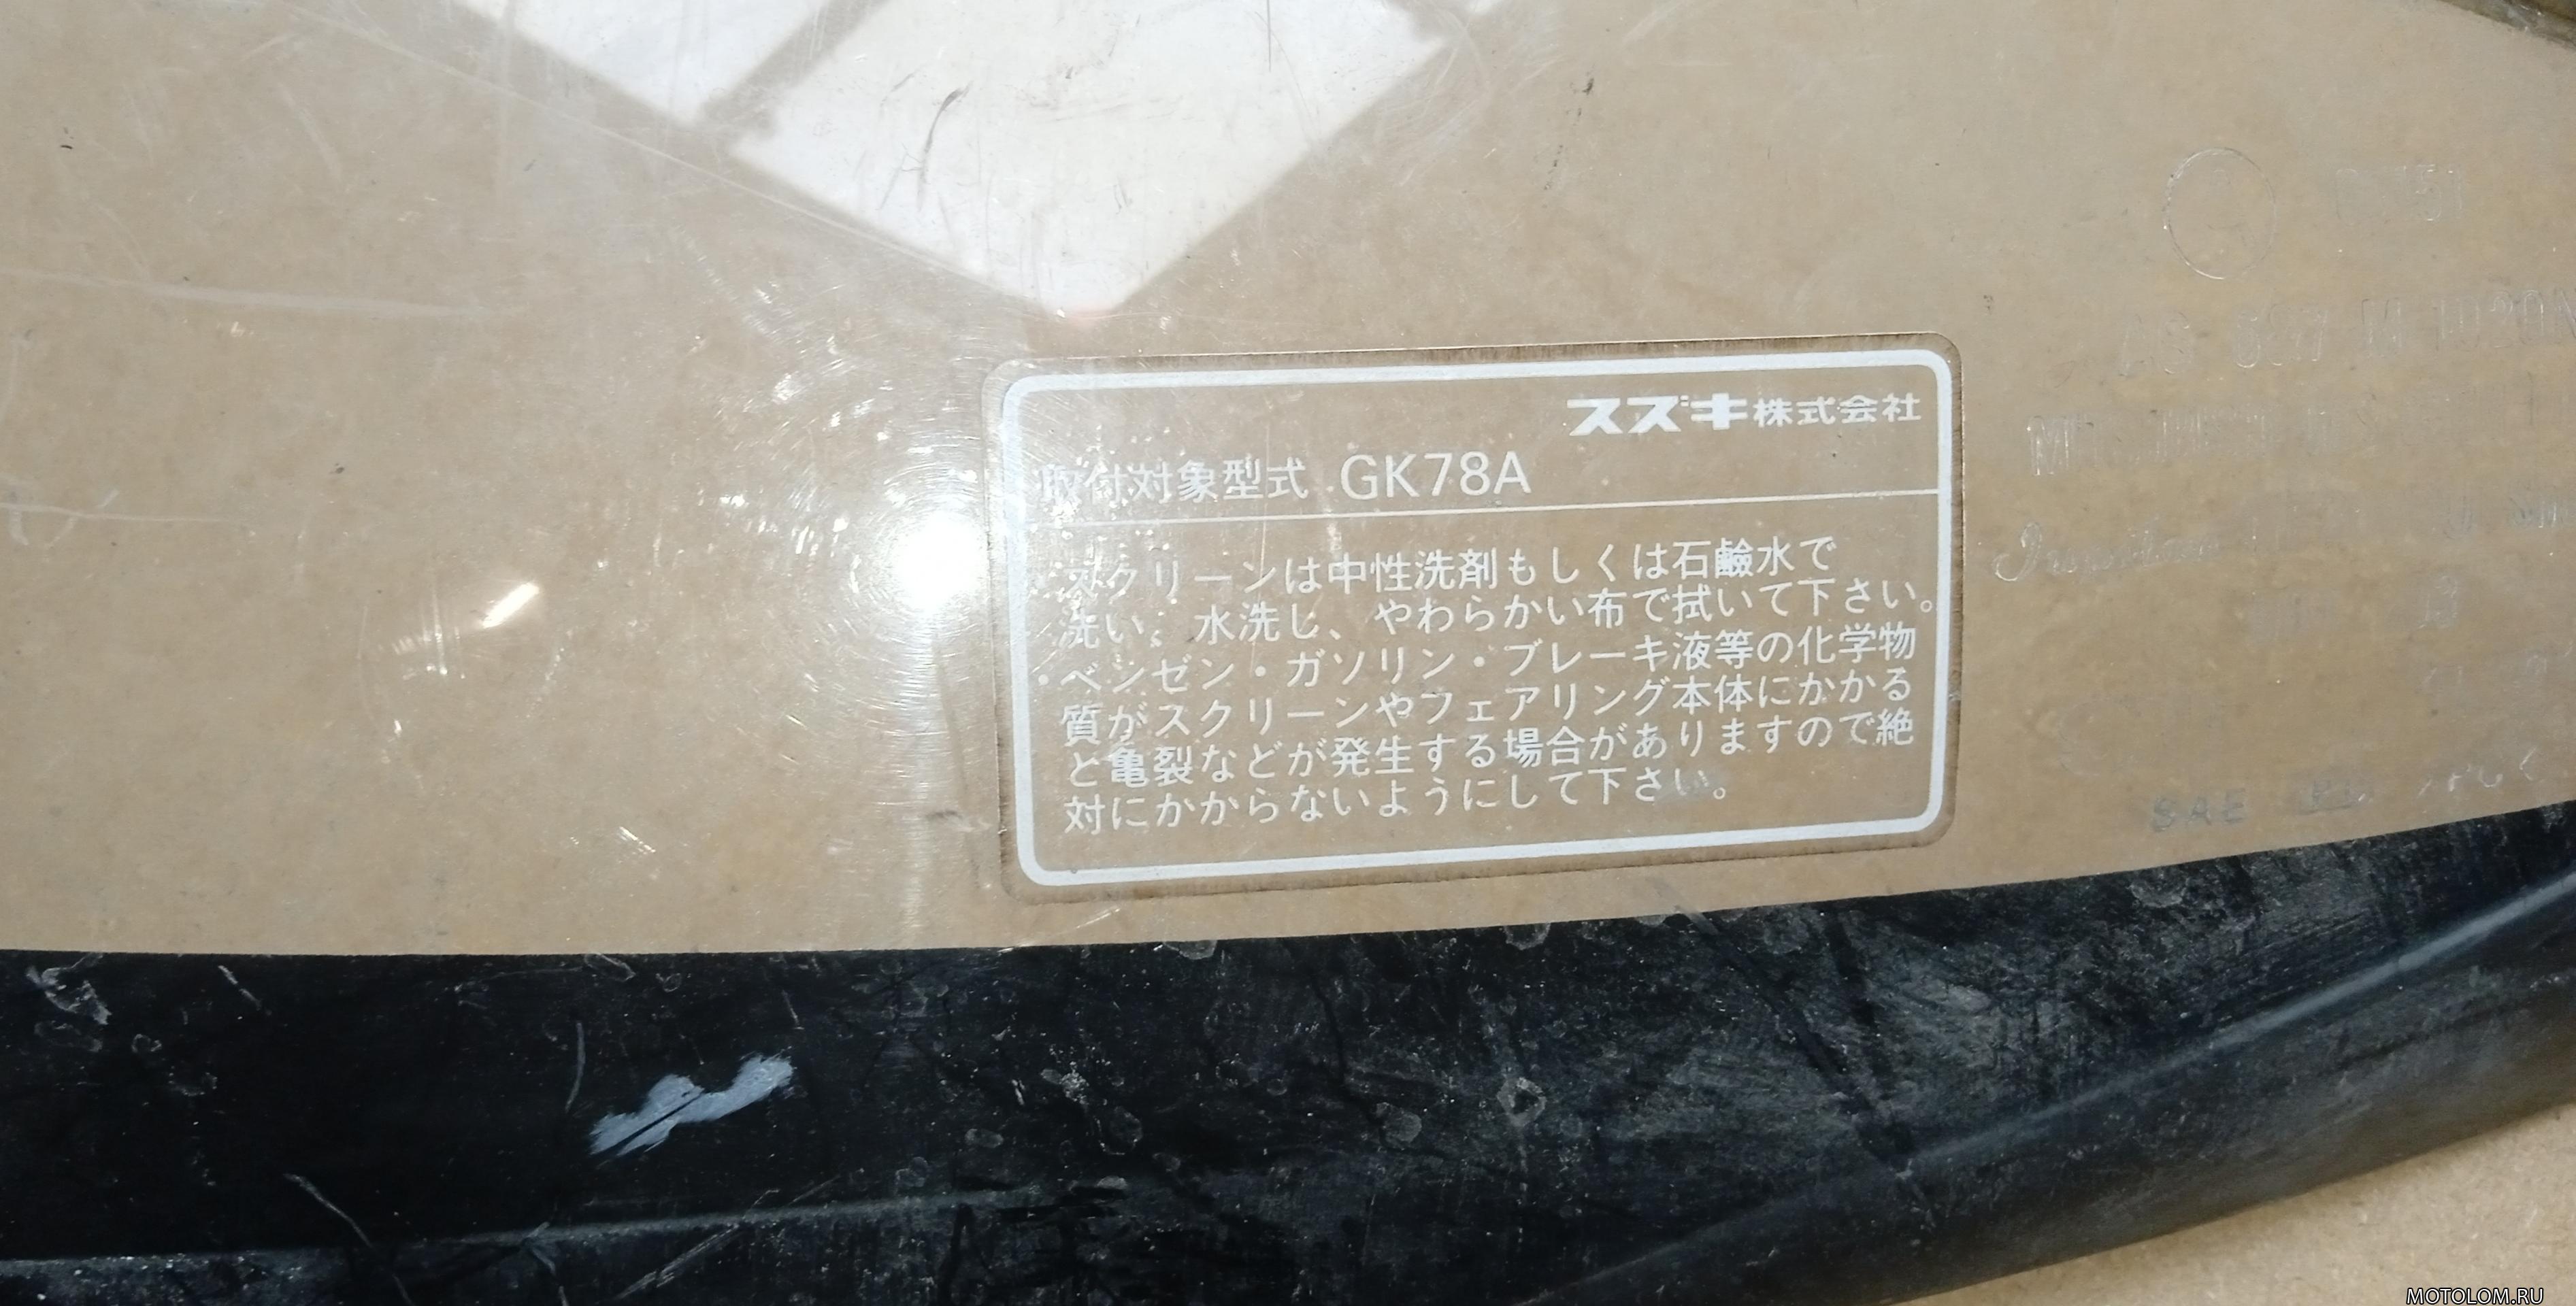 スズキ株式会社
取付対象型式 GK78A
スクリーンは中性洗剤もしくは石鹸水で
洗い、水洗し、やわらかい布で拭いて下さい。
・ベンゼン・ガソリン・ブレーキ液等の化学物
質がスクリーンやフェアリング本体にかかる
と亀裂などが発生する場合がありますので絶
対にかからないようにして下さい。
SAE
MOTOLOM.RU